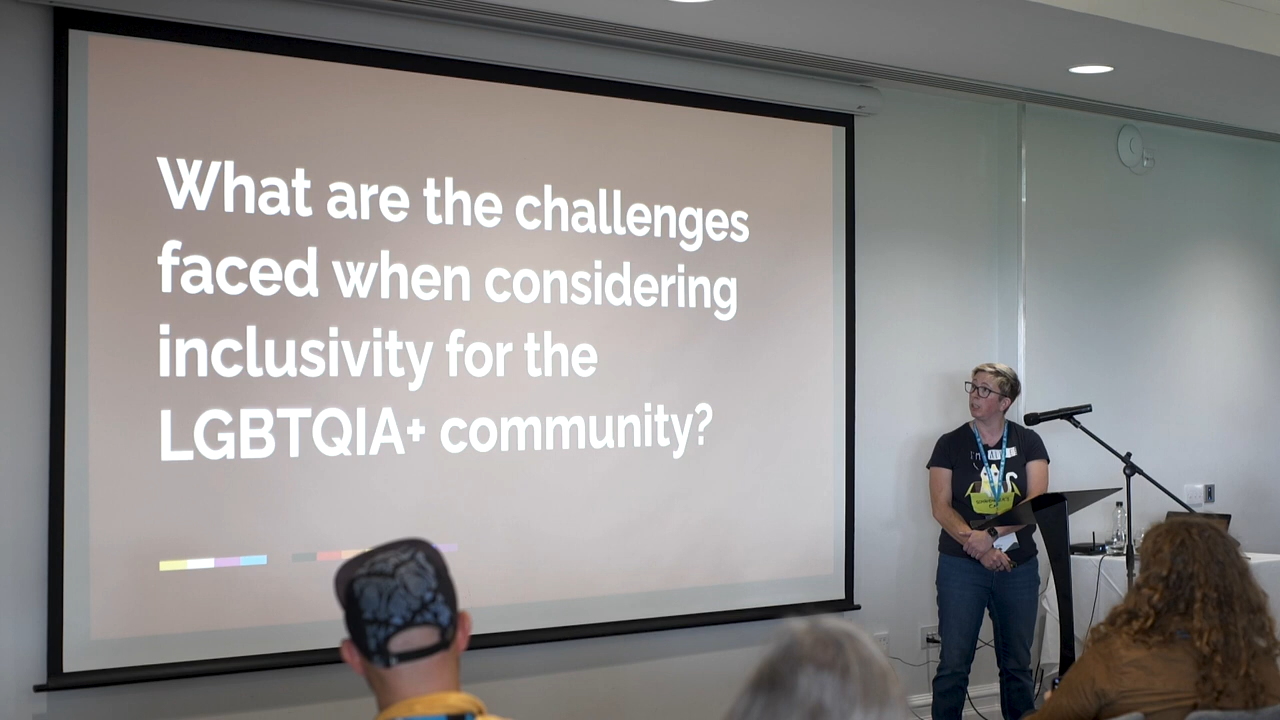 What are the challenges
faced when considering
inclusivity for the
LGBTQIA+ community?